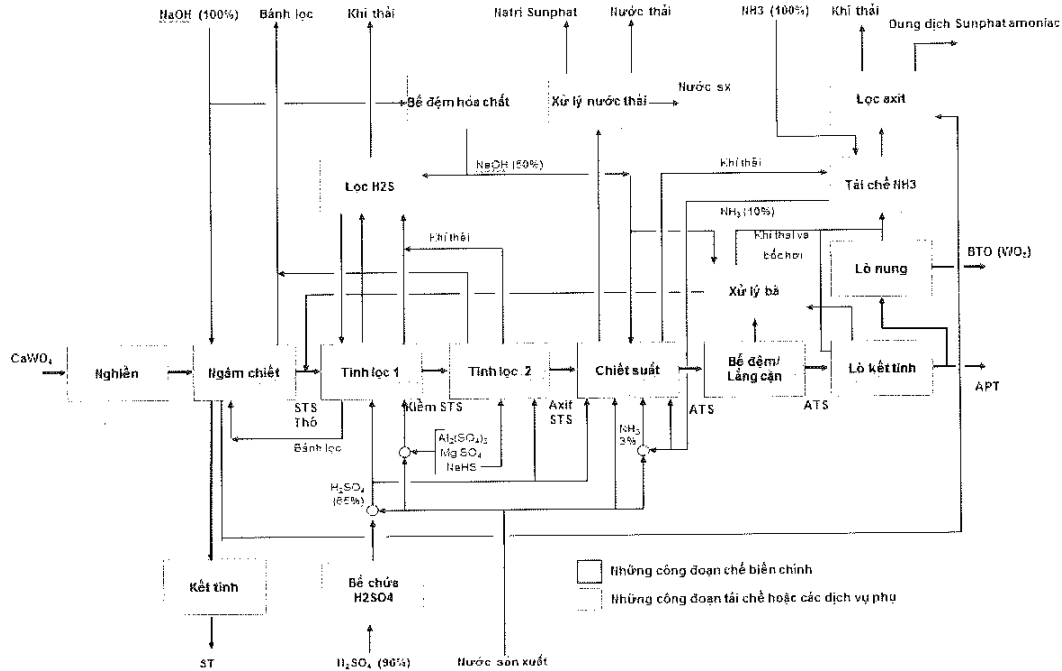 NaOH (100%)
Bánh lọc
Khí thải
Natri Sunphat
Nước thải
NH3 (100%)
Khí thải
Dung dịch Sunphat amoniac
Bể đệm hóa chất
Xử lý nước thải
Nước sx
Lọc axit
NaOH (50%)
Khí thải
Lọc H2S
Tái chế NH3
NH₃ (10%)
Khí thải
Khí thải và
bốc hơi
Lò nung
BTO (WO₃)
Xử lý bã
CaWO₄
Nghiền
Ngâm chiết
Tinh lọc 1
Tinh lọc 2
Chiết suất
Bể đệm/
Lắng cặn
Lò kết tinh
STS
Thô
Kiềm STS
Axit
STS
ATS
ATS
APT
Bánh lọc
Al₂(SO₄)₃
MgSO₄
NaHS
NH₃
3%
H₂SO₄
(65%)
Kết tinh
Bể chứa
H2SO4
Những công đoạn chế biến chính
Những công đoạn tái chế hoặc các dịch vụ phụ
ST
H₂SO₄ (96%)
Nước sản xuất